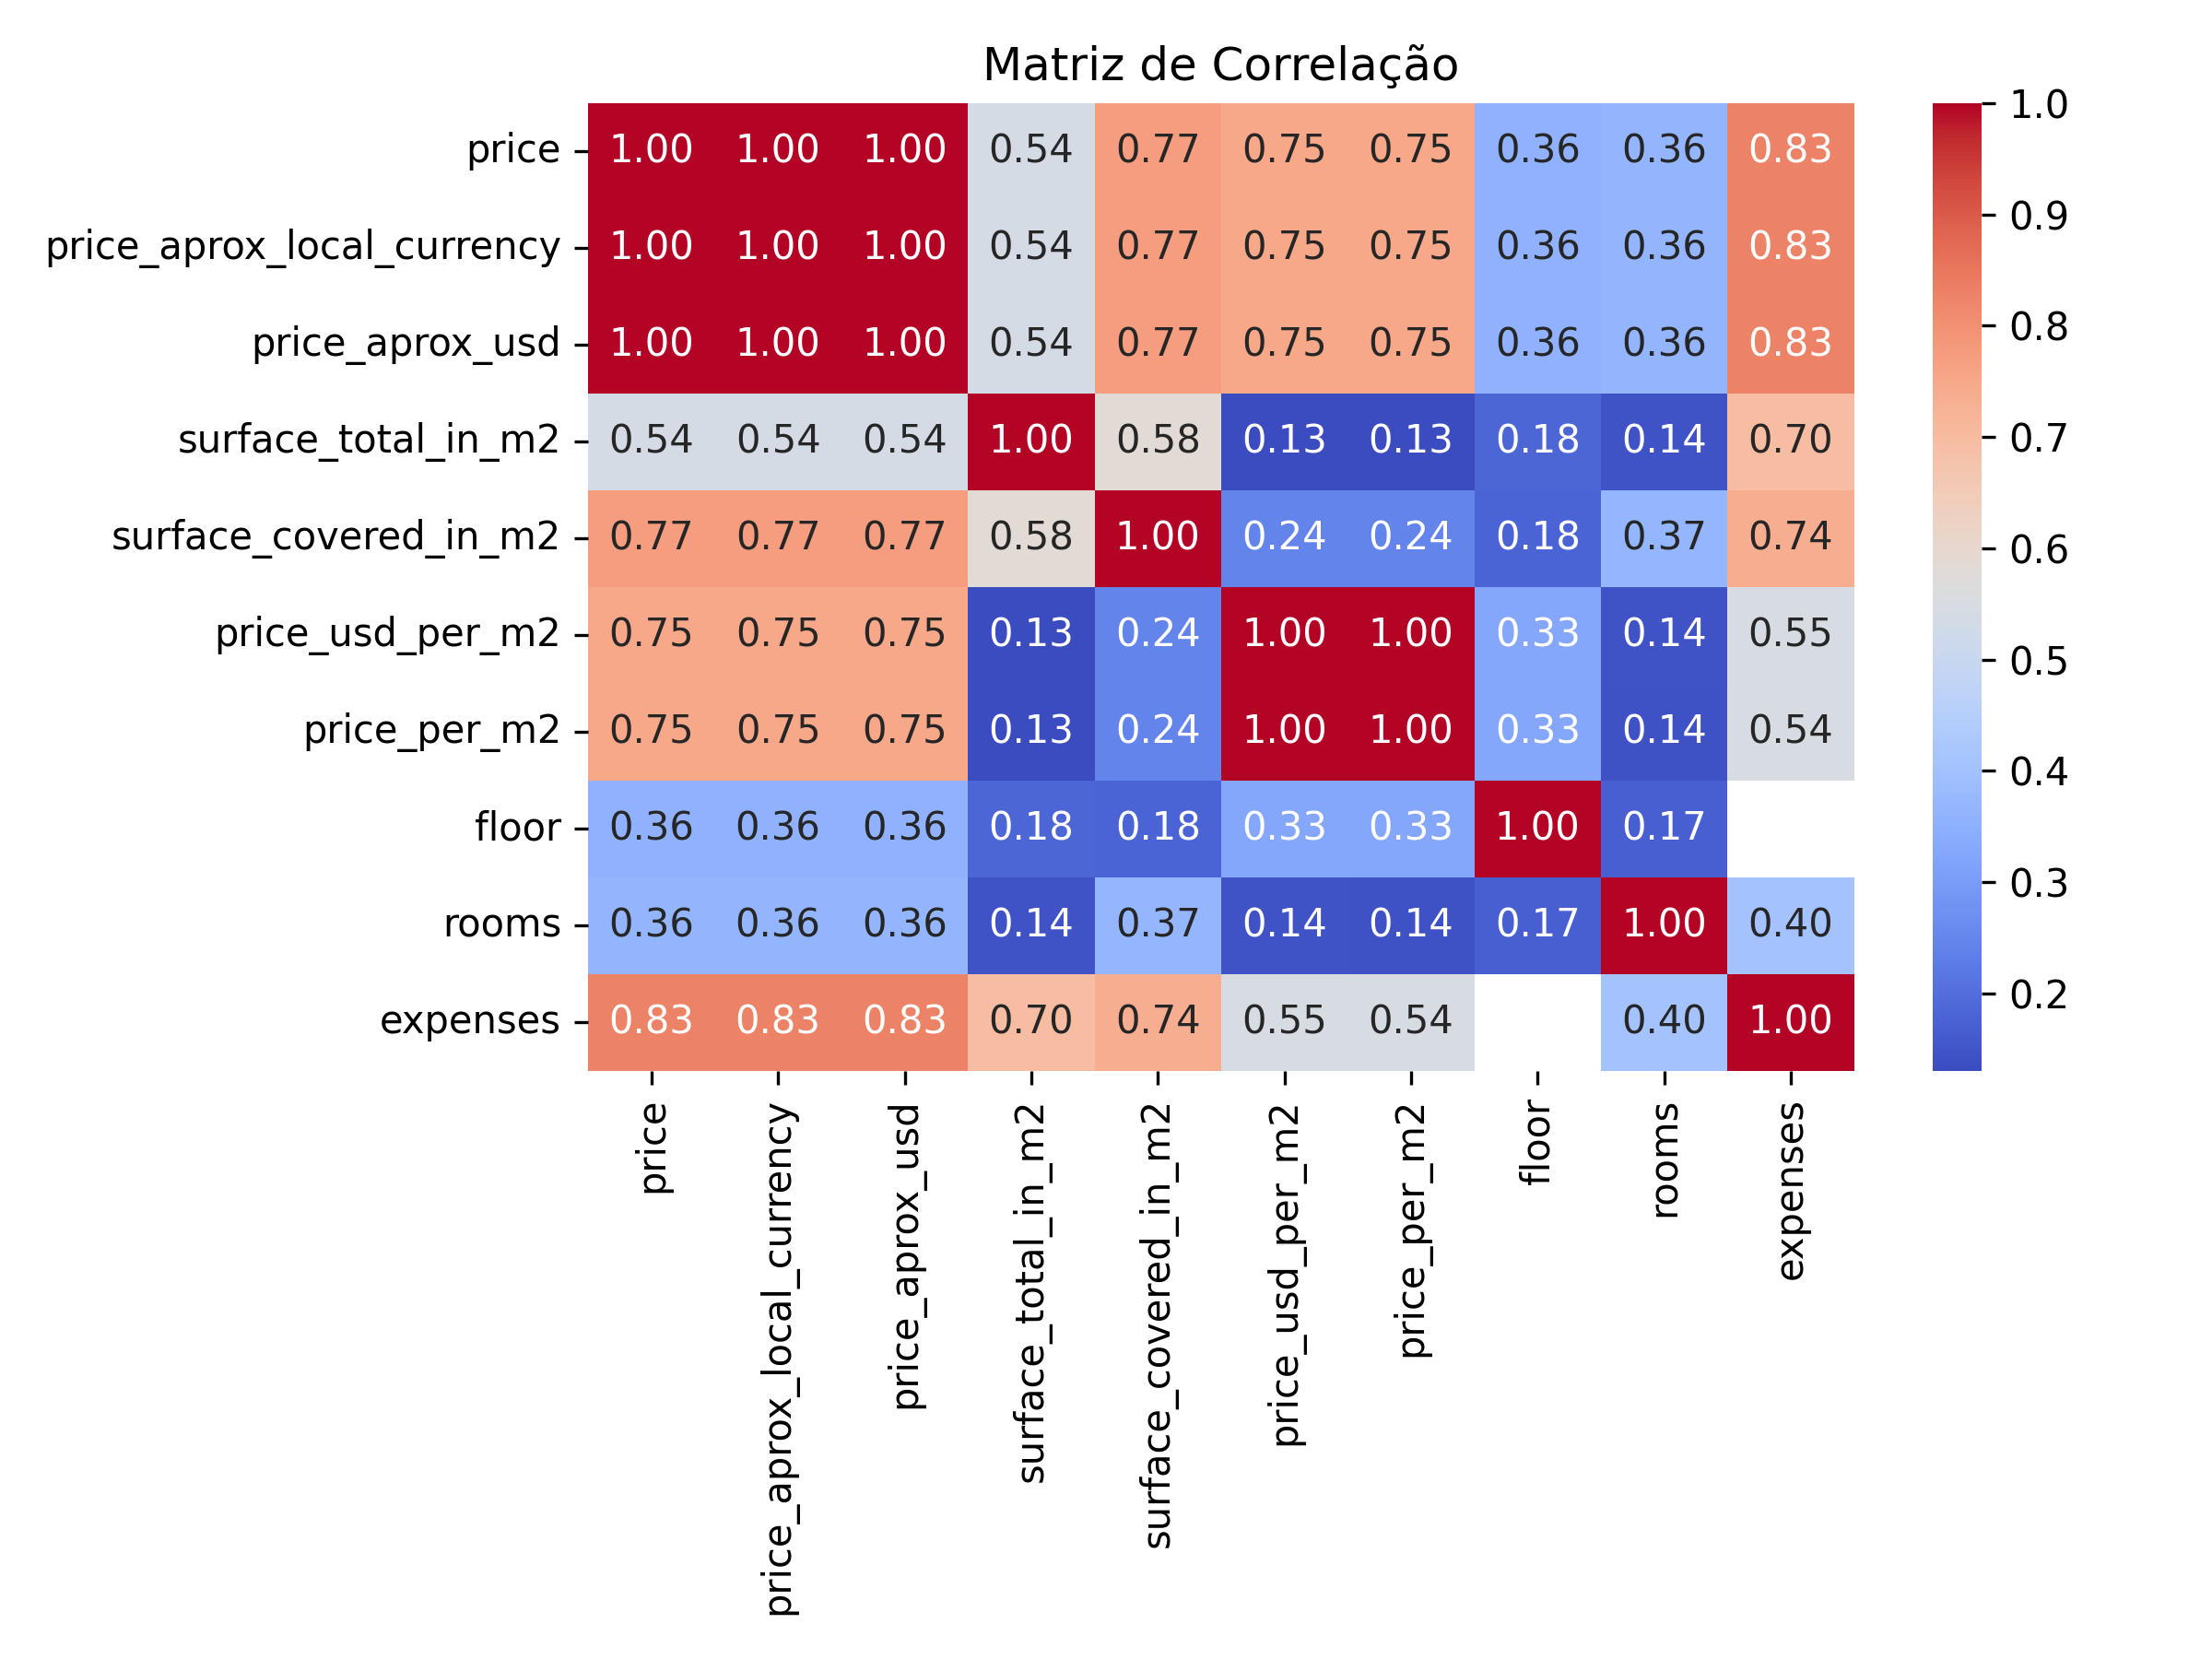 Matriz de Correlação
price 1.00 1.00 1.00 0.54 0.77 0.75 0.75 0.36 0.36 0.83
price_aprox_local_currency 1.00 1.00 1.00 0.54 0.77 0.75 0.75 0.36 0.36 0.83
price_aprox_usd 1.00 1.00 1.00 0.54 0.77 0.75 0.75 0.36 0.36 0.83
surface_total_in_m2 0.54 0.54 0.54 1.00 0.58 0.13 0.13 0.18 0.14 0.70
surface_covered_in_m2 0.77 0.77 0.77 0.58 1.00 0.24 0.24 0.18 0.37 0.74
price_usd_per_m2 0.75 0.75 0.75 0.13 0.24 1.00 1.00 0.33 0.14 0.55
price_per_m2 0.75 0.75 0.75 0.13 0.24 1.00 1.00 0.33 0.14 0.54
floor 0.36 0.36 0.36 0.18 0.18 0.33 0.33 1.00 0.17
rooms 0.36 0.36 0.36 0.14 0.37 0.14 0.14 0.17 1.00 0.40
expenses 0.83 0.83 0.83 0.70 0.74 0.55 0.54 0.40 1.00
price
price_aprox_local_currency
price_aprox_usd
surface_total_in_m2
surface_covered_in_m2
price_usd_per_m2
price_per_m2
floor
rooms
expenses
1.0
0.9
0.8
0.7
0.6
0.5
0.4
0.3
0.2